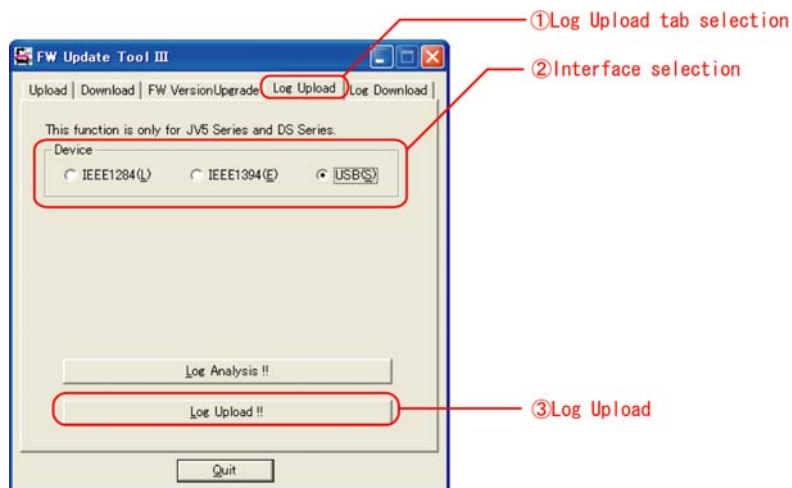 ①Log Upload tab selection
FW Update Tool III
②Interface selection
Upload Download FW VersionUpgrade Log Upload Log Download
This function is only for JV5 Series and DS Series.
Device
IEEE1284(L) IEEE1394(E) USB(S)
Log Analysis !!
Log Upload !!
③Log Upload
Quit